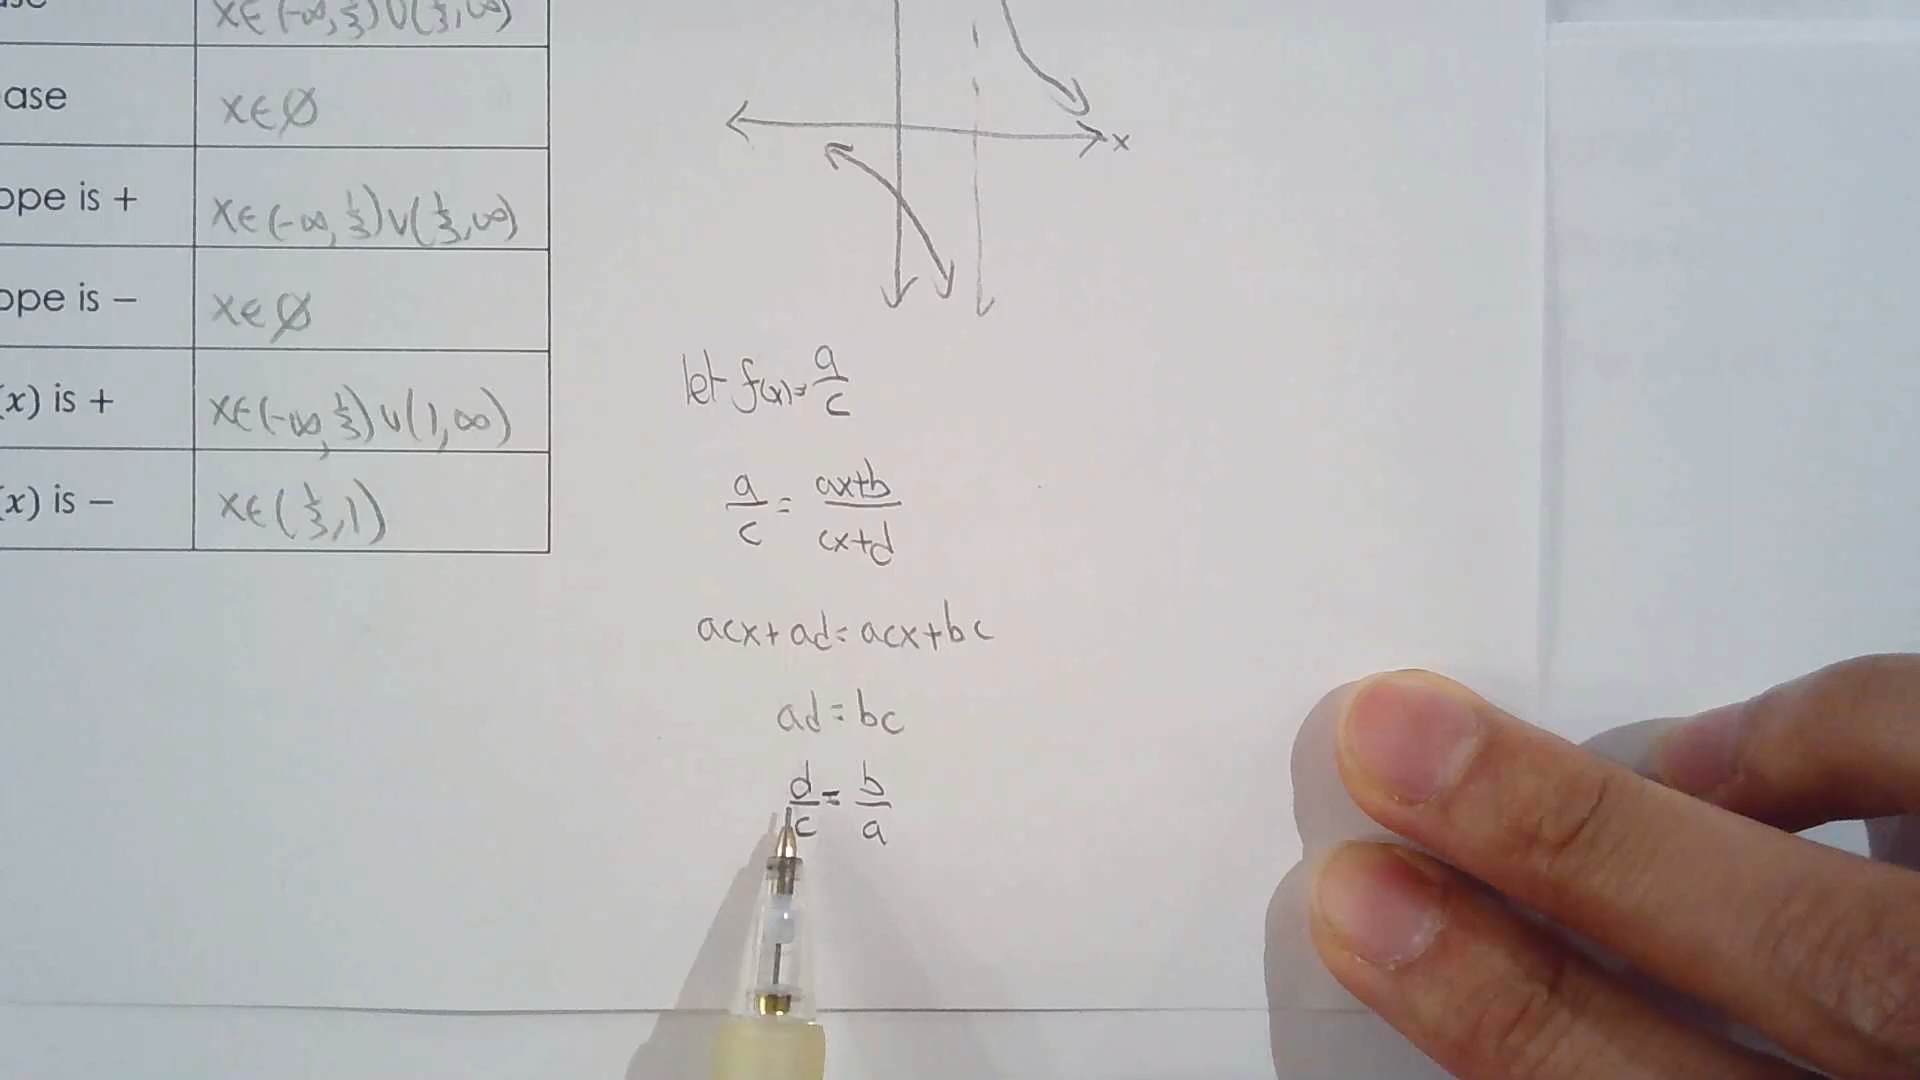 x∈(-∞,1/3)∪(1/3,∞)
ase
x∈∅
ope is +
x∈(-∞,1/3)∪(1/3,∞)
ope is −
x∈∅
(x) is +
x∈(-∞,1/3)∪(1,∞)
(x) is −
x∈(1/3,1)
x
let f(x)=a/c
a/c = ax+b/cx+d
acx+ad=acx+bc
ad=bc
d/c = b/a